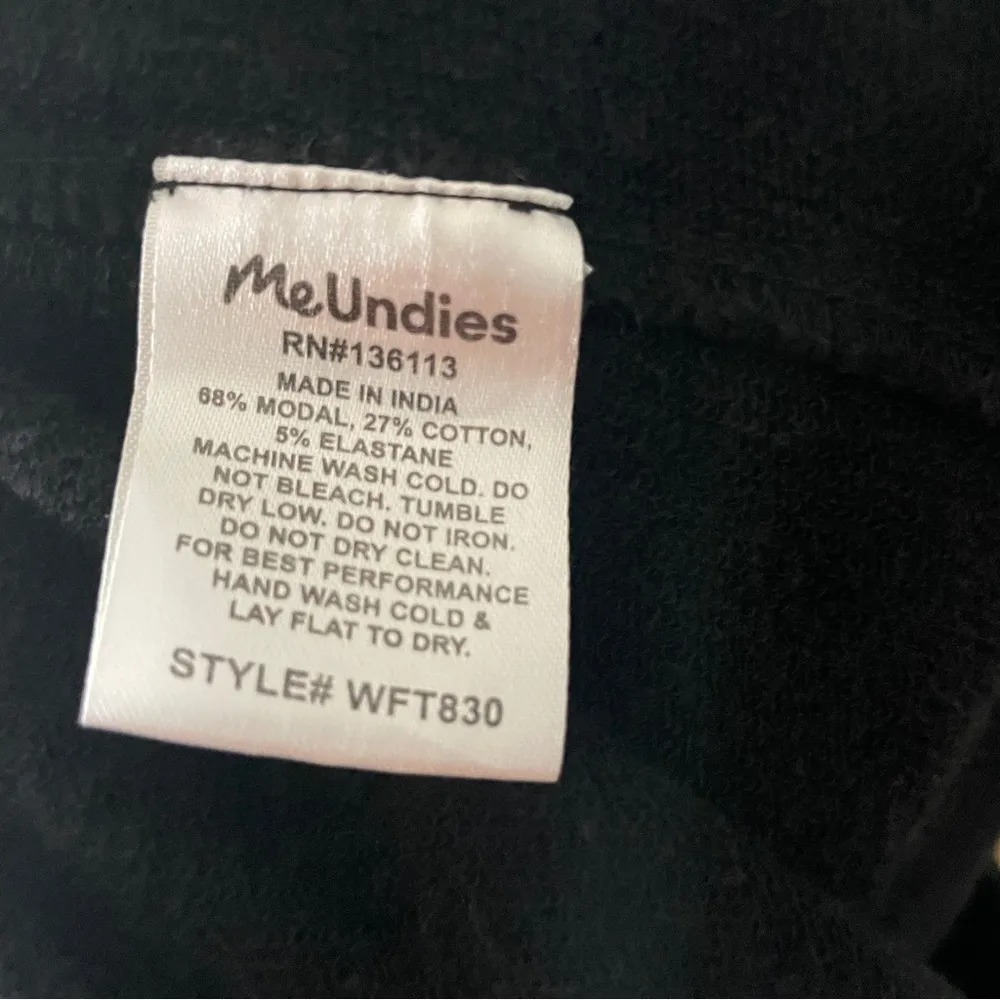 MeUndies
RN#136113
MADE IN INDIA
68% MODAL, 27% COTTON,
5% ELASTANE
MACHINE WASH COLD. DO
NOT BLEACH. TUMBLE
DRY LOW. DO NOT IRON.
DO NOT DRY CLEAN.
FOR BEST PERFORMANCE
HAND WASH COLD &
LAY FLAT TO DRY.
STYLE# WFT830